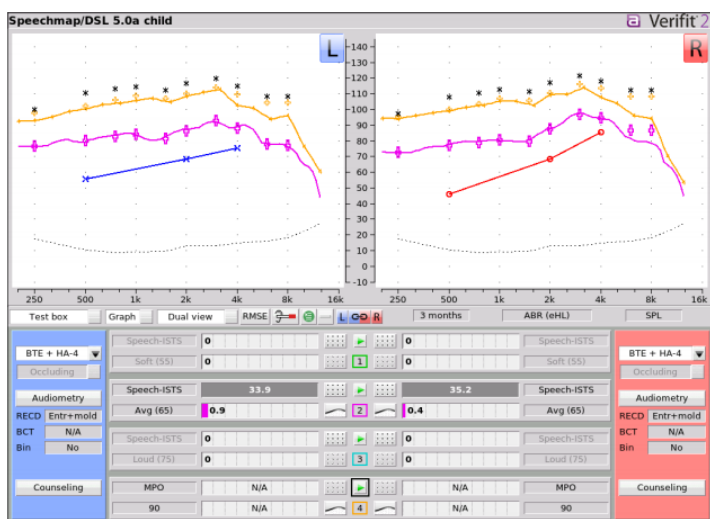 Speechmap/DSL 5.0a child
a Verifit 2
L
R
140
130
120
110
100
90
80
70
60
50
40
30
20
10
0
-10
250 500 1k 2k 4k 8k 16k
250 500 1k 2k 4k 8k 16k
Test box Graph Dual view RMSE L R 3 months ABR (eHL) SPL
BTE + HA-4
Occluding
Audiometry
RECD Entr+mold
BCT N/A
Bin No
Counseling
Speech-ISTS 0 0 Speech-ISTS
Soft (55) 0 1 0 Soft (55)
Speech-ISTS 33.9 35.2 Speech-ISTS
Avg (65) 0.9 2 0.4 Avg (65)
Speech-ISTS 0 0 Speech-ISTS
Loud (75) 0 3 0 Loud (75)
MPO N/A N/A MPO
90 N/A 4 N/A 90
BTE + HA-4
Occluding
Audiometry
RECD Entr+mold
BCT N/A
Bin No
Counseling